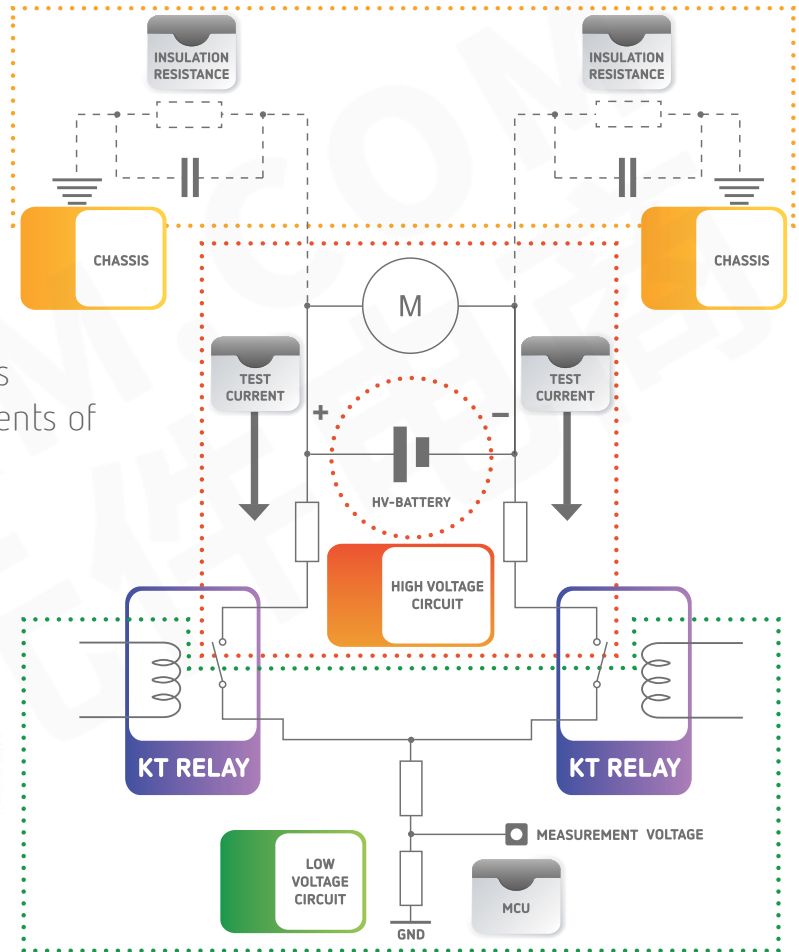 INSULATION
RESISTANCE
INSULATION
RESISTANCE
CHASSIS
CHASSIS
M
s
ents of
TEST
CURRENT
TEST
CURRENT
+
−
HV-BATTERY
HIGH VOLTAGE
CIRCUIT
KT RELAY
KT RELAY
MEASUREMENT VOLTAGE
LOW
VOLTAGE
CIRCUIT
MCU
GND